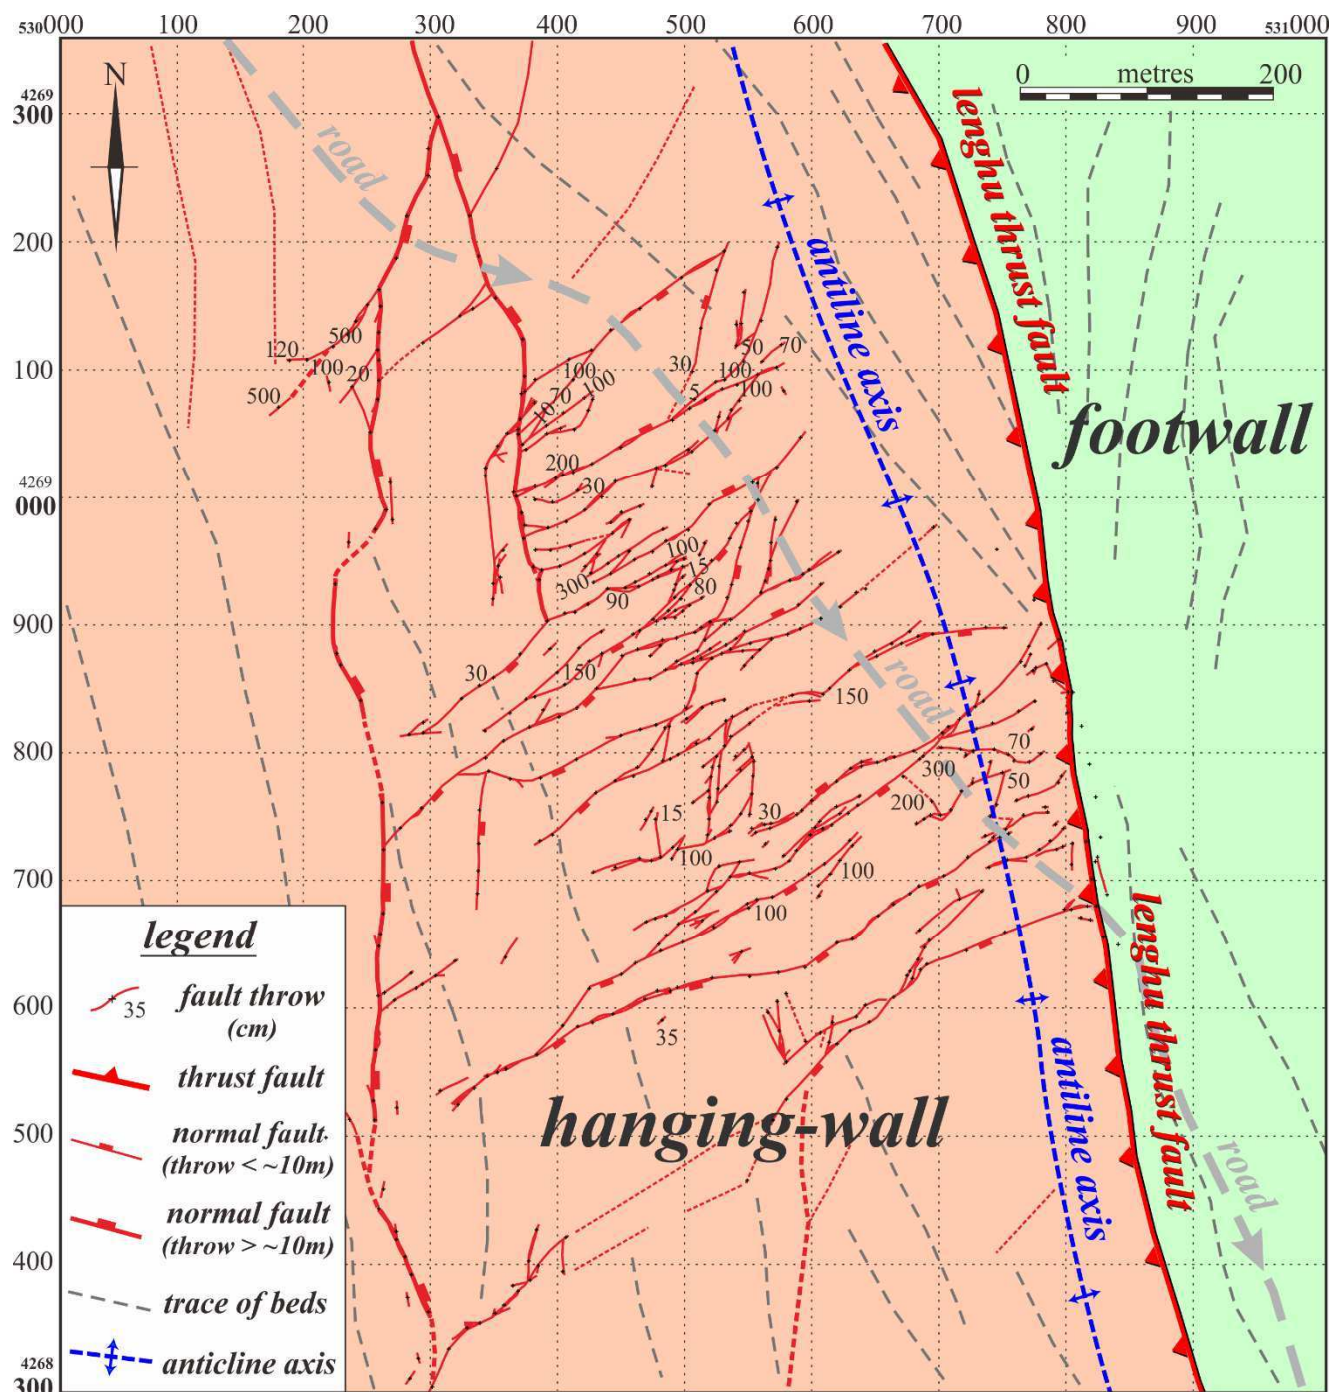 530000 100 200 300 400 500 600 700 800 900 531000
4269
300
200
100
4269
000
900
800
700
600
500
400
4268
300
N
0 metres 200
road
lenghu thrust fault
antiline axis
footwall
120
500
100
20
500
100
70
100
10
30
50
70
100
5
100
200
30
100
15
300
80
90
30
150
150
road
70
300
50
200
15
30
100
100
100
35
hanging-wall
antiline axis
lenghu thrust fault
road
legend
35
fault throw
(cm)
thrust fault
normal fault
(throw < ~10m)
normal fault
(throw > ~10m)
trace of beds
anticline axis